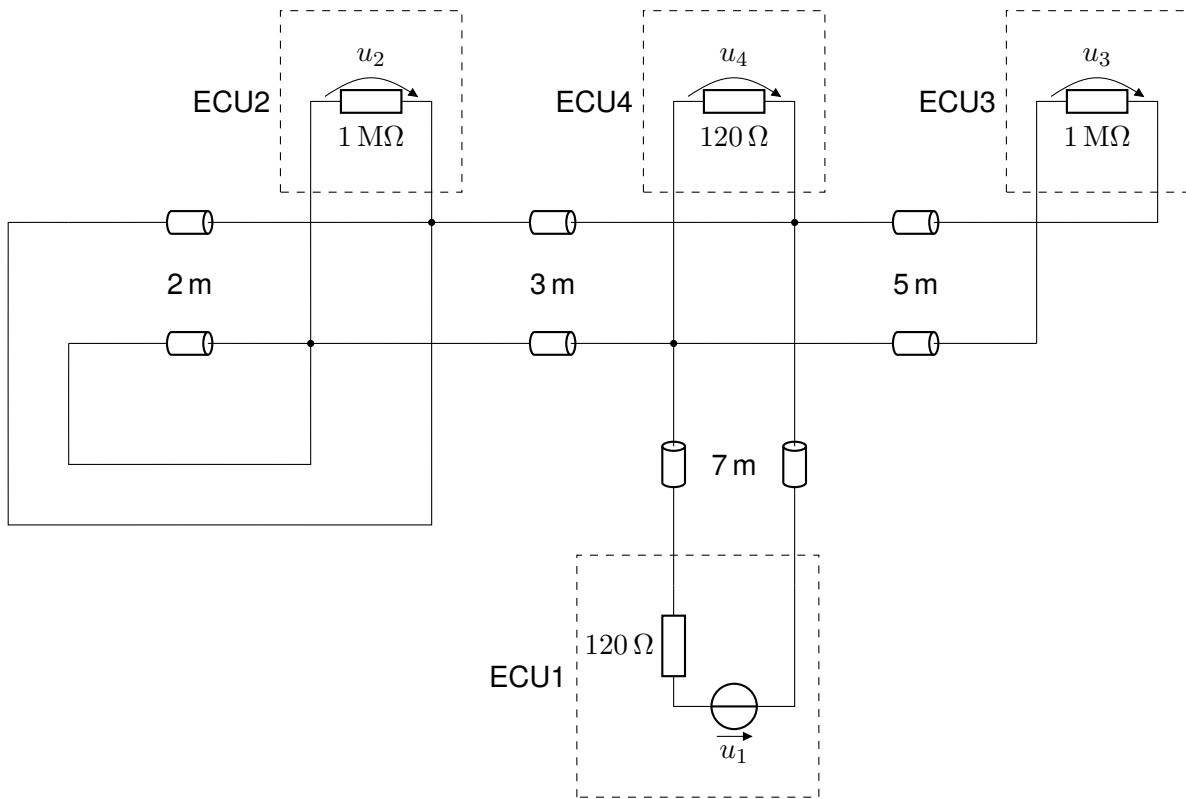 u2
ECU2
1 MΩ
u4
ECU4
120 Ω
u3
ECU3
1 MΩ
2 m
3 m
5 m
7 m
120 Ω
ECU1
u1